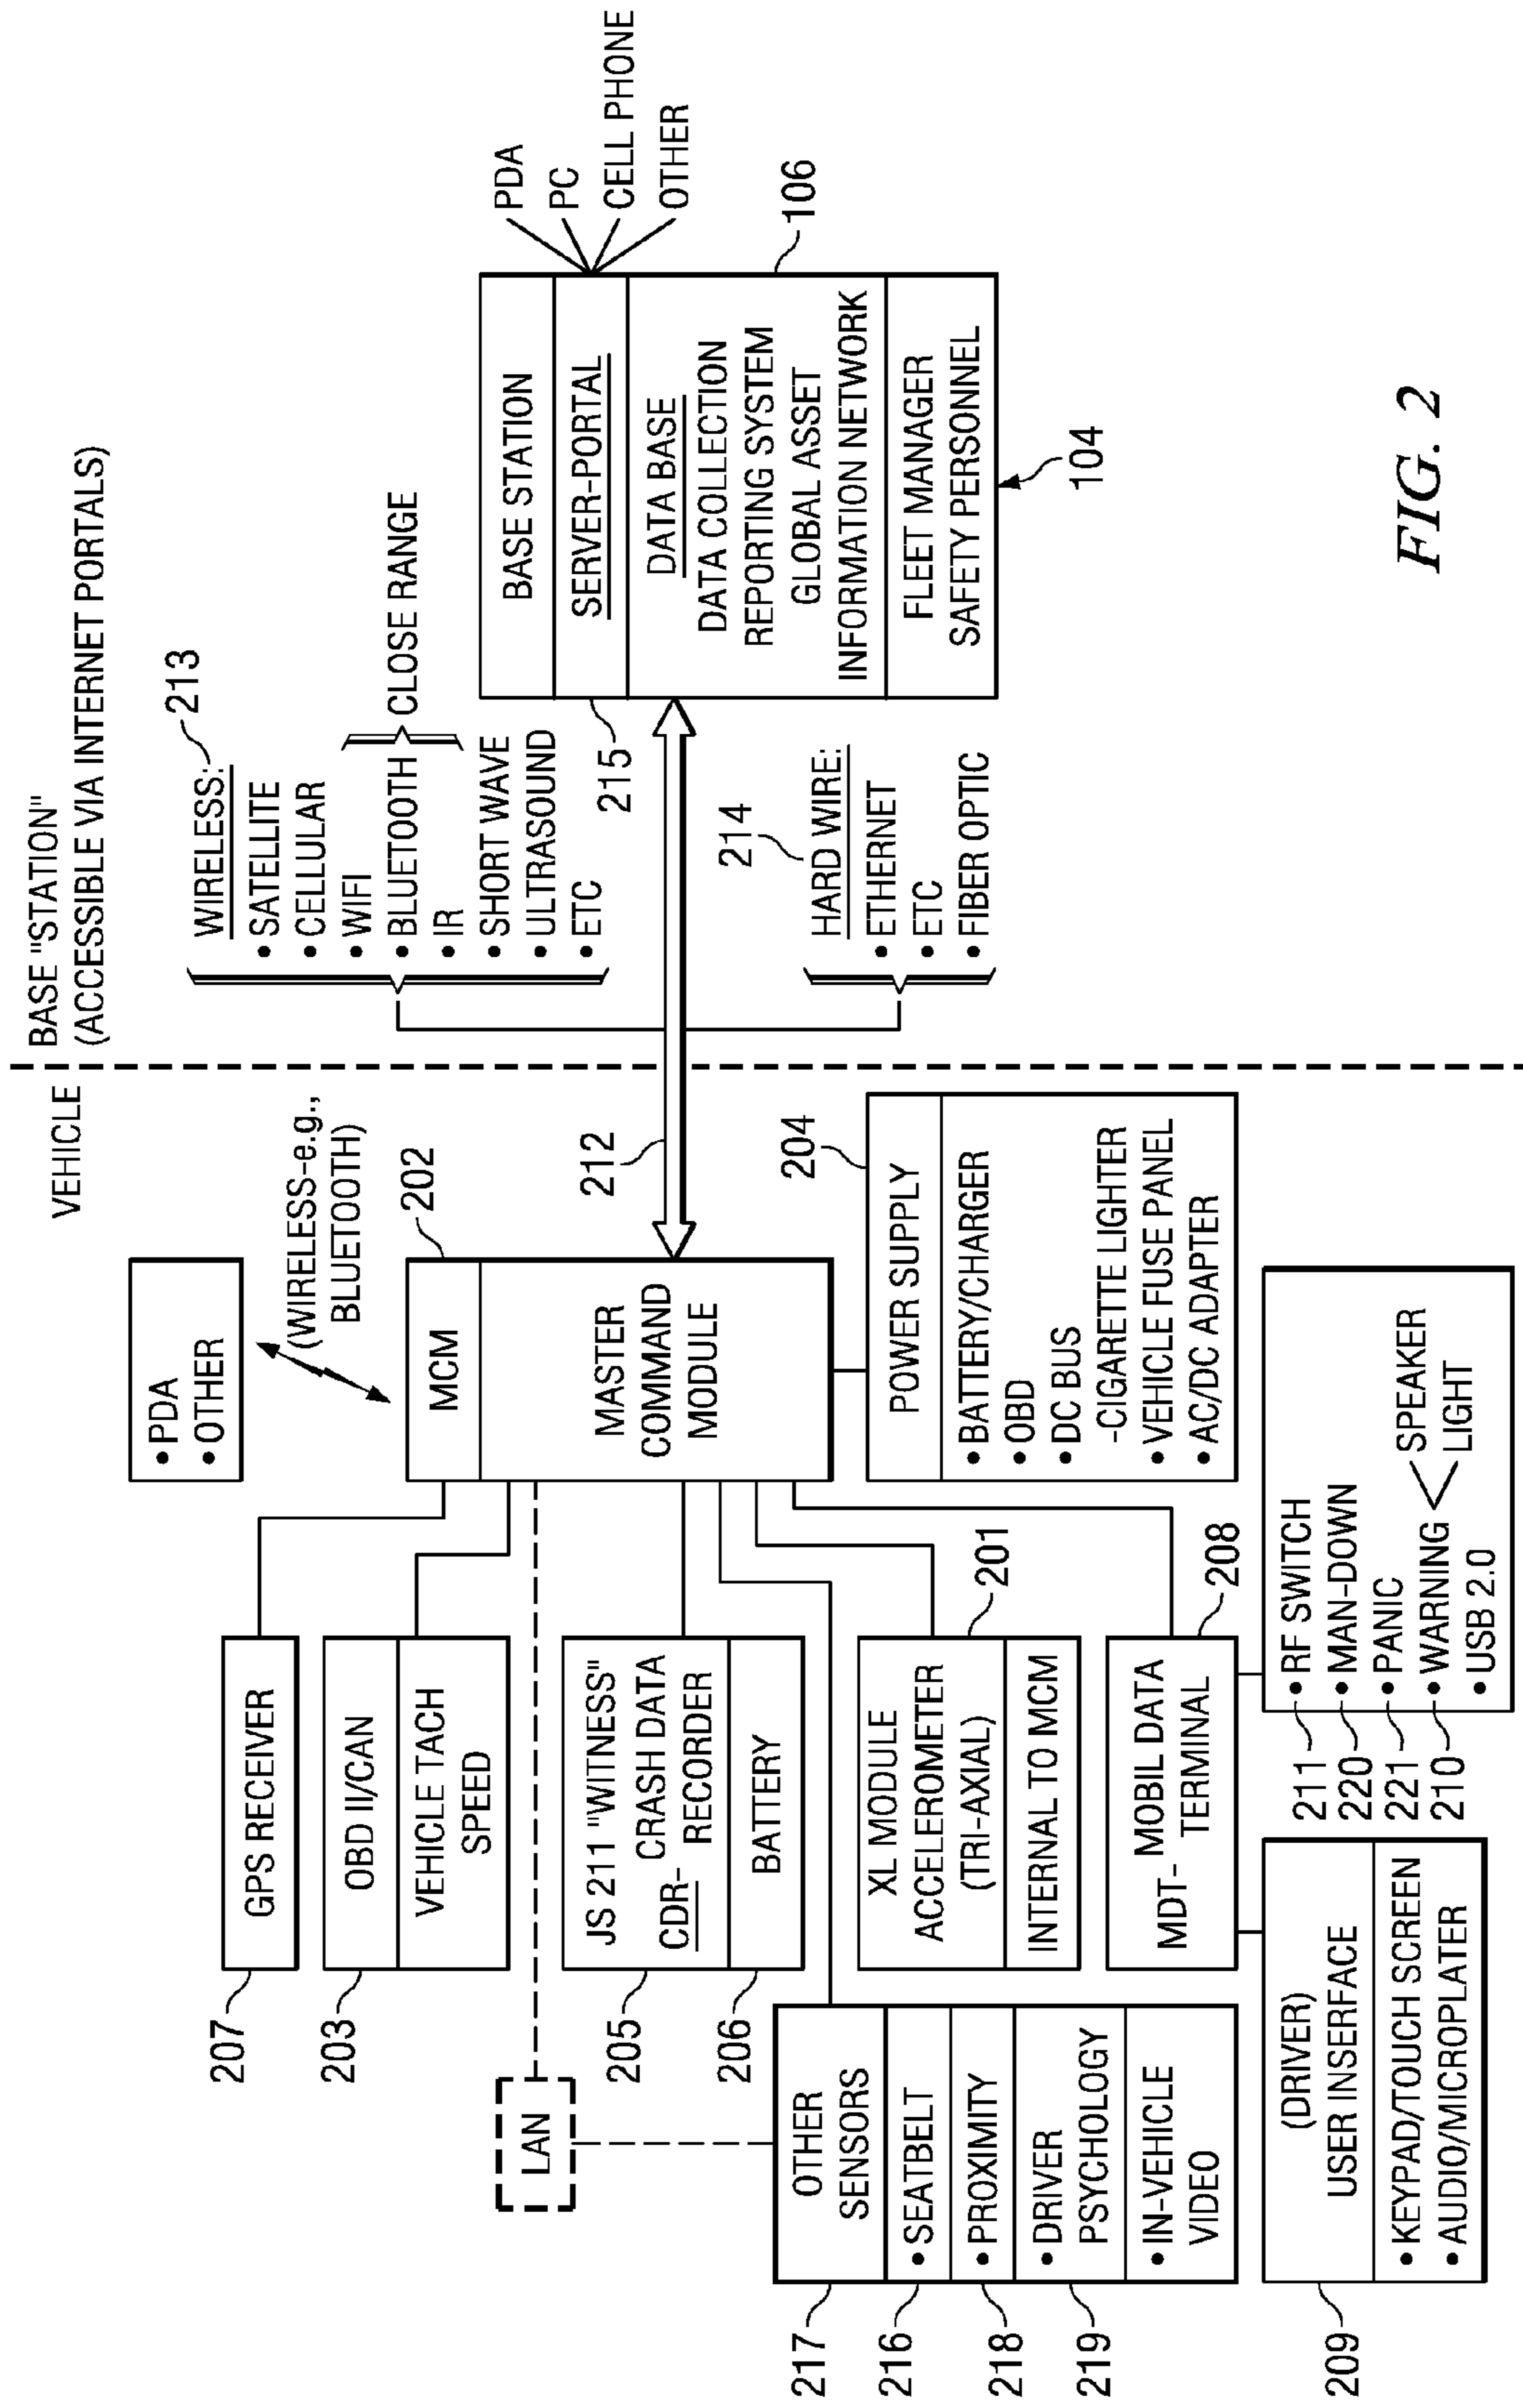 VEHICLE
BASE "STATION"
(ACCESSIBLE VIA INTERNET PORTALS)
• PDA
• OTHER
(WIRELESS-e.g.,
BLUETOOTH)
207
GPS RECEIVER
203
OBD II/CAN
VEHICLE TACH
SPEED
LAN
205
JS 211 "WITNESS"
CDR- CRASH DATA
RECORDER
206
BATTERY
202
MCM
MASTER
COMMAND
MODULE
212
217
OTHER
SENSORS
216
• SEATBELT
218
• PROXIMITY
219
• DRIVER
PSYCHOLOGY
• IN-VEHICLE
VIDEO
XL MODULE
ACCELEROMETER
(TRI-AXIAL)
201
INTERNAL TO MCM
204
POWER SUPPLY
• BATTERY/CHARGER
• OBD
• DC BUS
-CIGARETTE LIGHTER
• VEHICLE FUSE PANEL
• AC/DC ADAPTER
MDT- MOBIL DATA
TERMINAL
208
209
(DRIVER)
USER INSERFACE
• KEYPAD/TOUCH SCREEN
• AUDIO/MICROPLATER
211
• RF SWITCH
220
• MAN-DOWN
221
• PANIC
210
• WARNING
SPEAKER
LIGHT
• USB 2.0
WIRELESS:
213
• SATELLITE
• CELLULAR
• WIFI
• BLUETOOTH
• IR
CLOSE RANGE
• SHORT WAVE
• ULTRASOUND
• ETC
214
HARD WIRE:
• ETHERNET
• ETC
• FIBER OPTIC
BASE STATION
215
SERVER-PORTAL
PDA
PC
CELL PHONE
OTHER
106
DATA BASE
DATA COLLECTION
REPORTING SYSTEM
GLOBAL ASSET
INFORMATION NETWORK
FLEET MANAGER
SAFETY PERSONNEL
104
FIG. 2